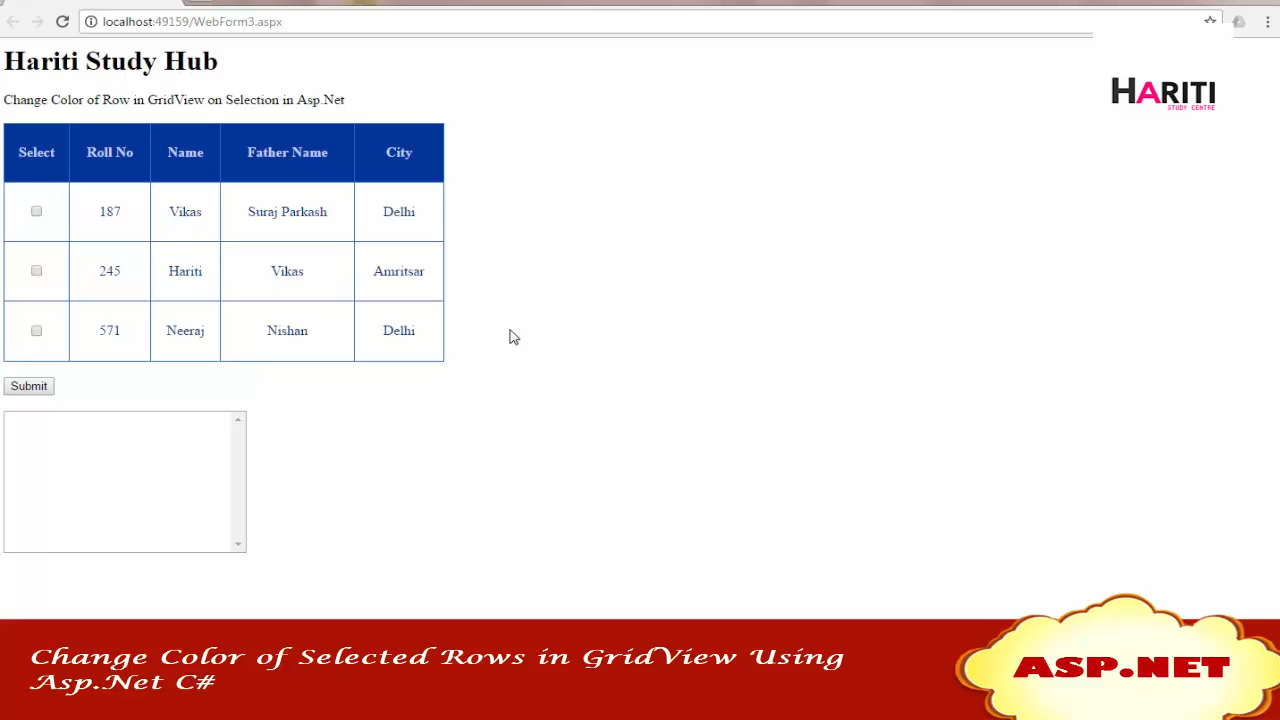 localhost:49159/WebForm3.aspx
Hariti Study Hub
HARITI
STUDY CENTRE
Change Color of Row in GridView on Selection in Asp.Net
Select Roll No Name Father Name City
187 Vikas Suraj Parkash Delhi
245 Hariti Vikas Amritsar
571 Neeraj Nishan Delhi
Submit
Change Color of Selected Rows in GridView Using
Asp.Net C#
ASP.NET